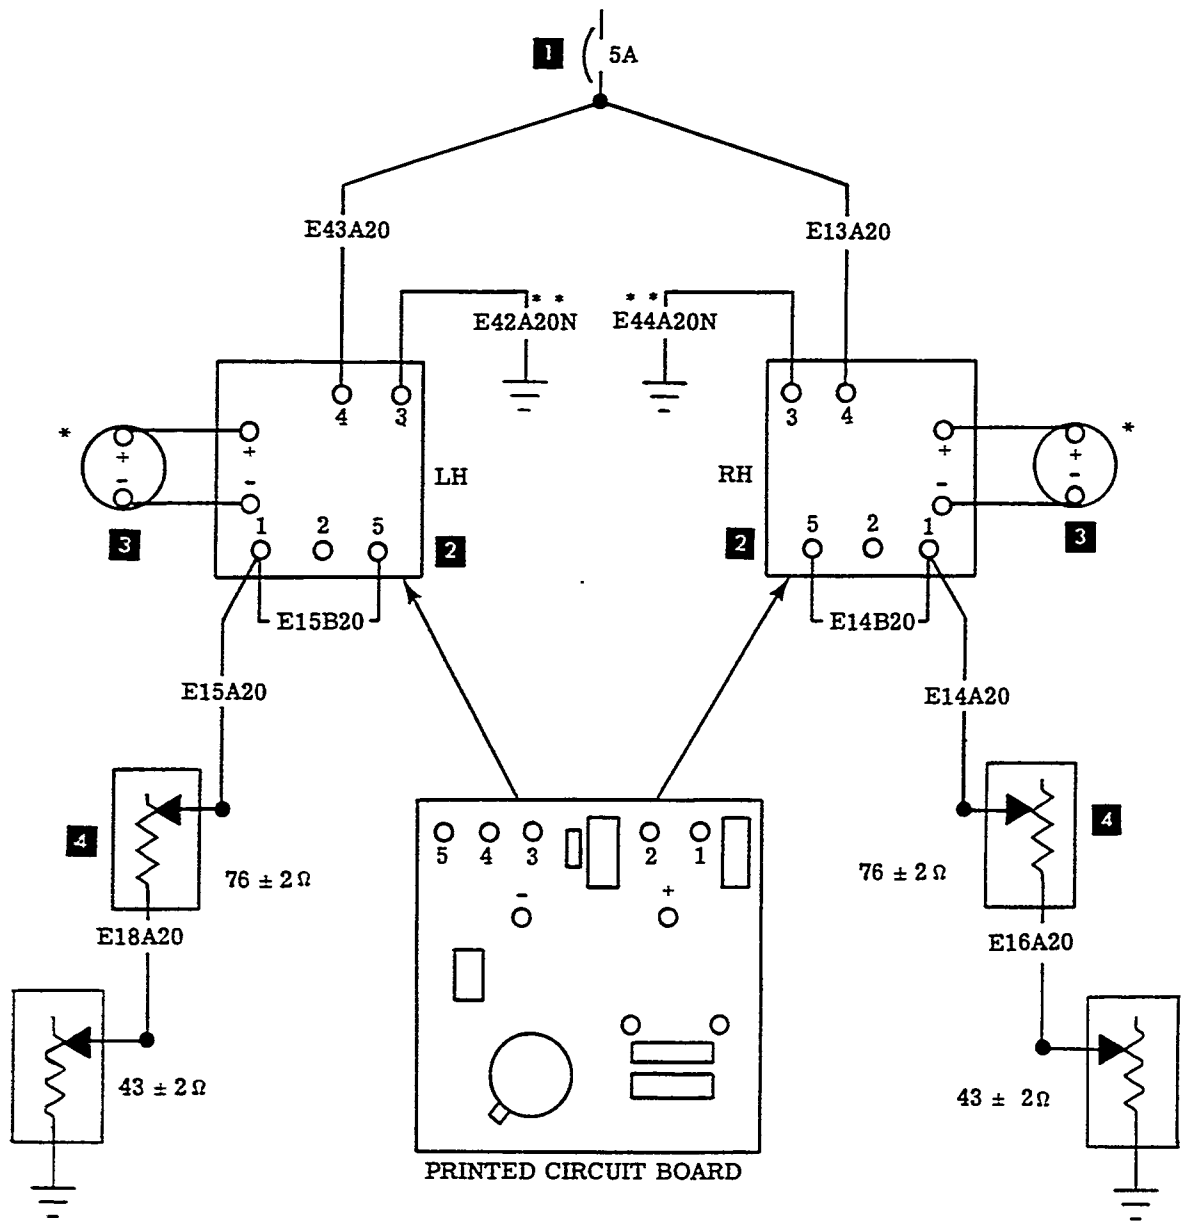 1 5A
E43A20 E13A20
* * * *
E42A20N E44A20N
4 3 3 4
* + + + + *
- - - -
LH RH
3 1 2 5 2 2 5 2 1 3
E15B20 E14B20
E15A20 E14A20
4 4
5 4 3 2 1
76 ± 2 Ω 76 ± 2 Ω
- +
E18A20 E16A20
43 ± 2 Ω 43 ± 2 Ω
PRINTED CIRCUIT BOARD